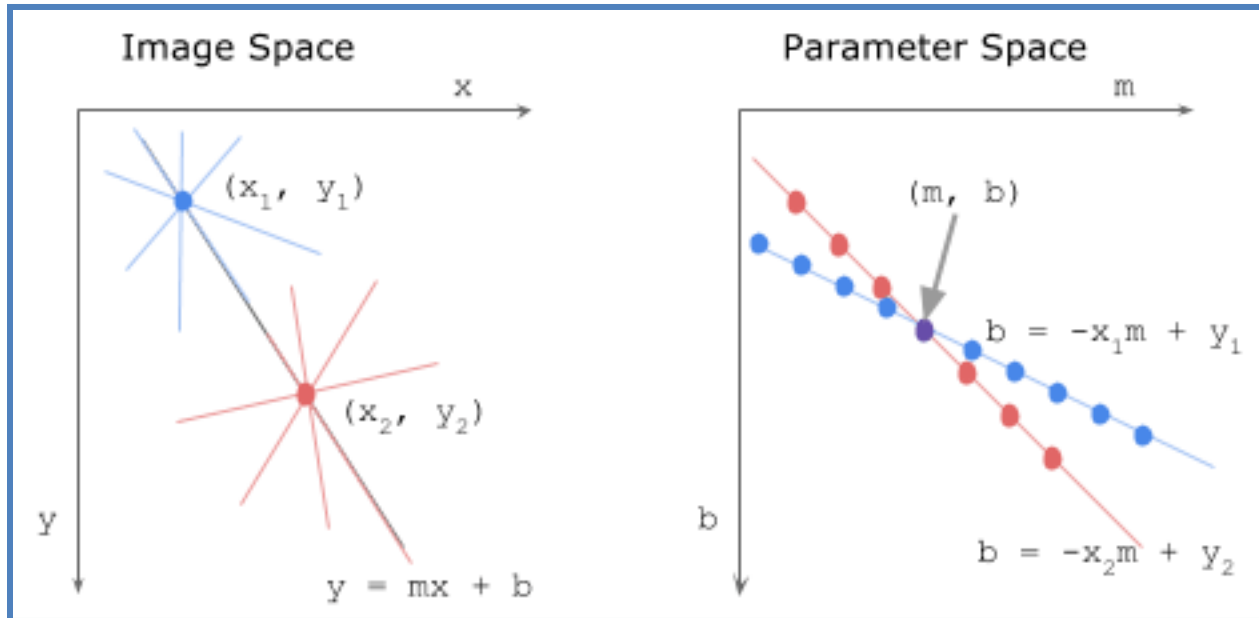 Image Space
x
(x₁, y₁)
(x₂, y₂)
y
y = mx + b
Parameter Space
m
(m, b)
b = -x₁m + y₁
b
b = -x₂m + y₂